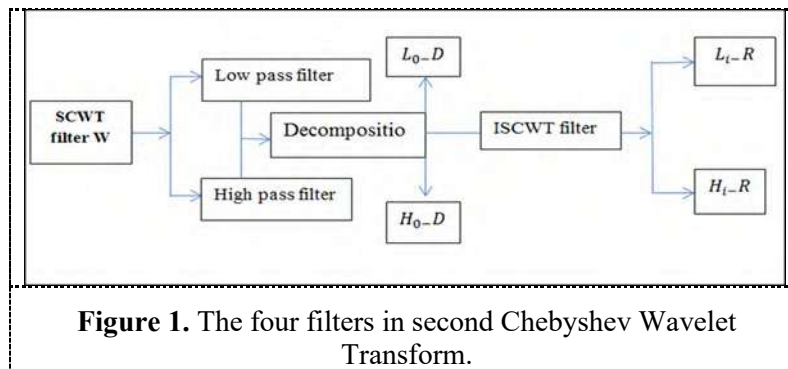 SCWT
filter W
Low pass filter
High pass filter
Decompositio
L₀₋D
H₀₋D
ISCWT filter
Lᵢ₋R
Hᵢ₋R
Figure 1. The four filters in second Chebyshev Wavelet
Transform.